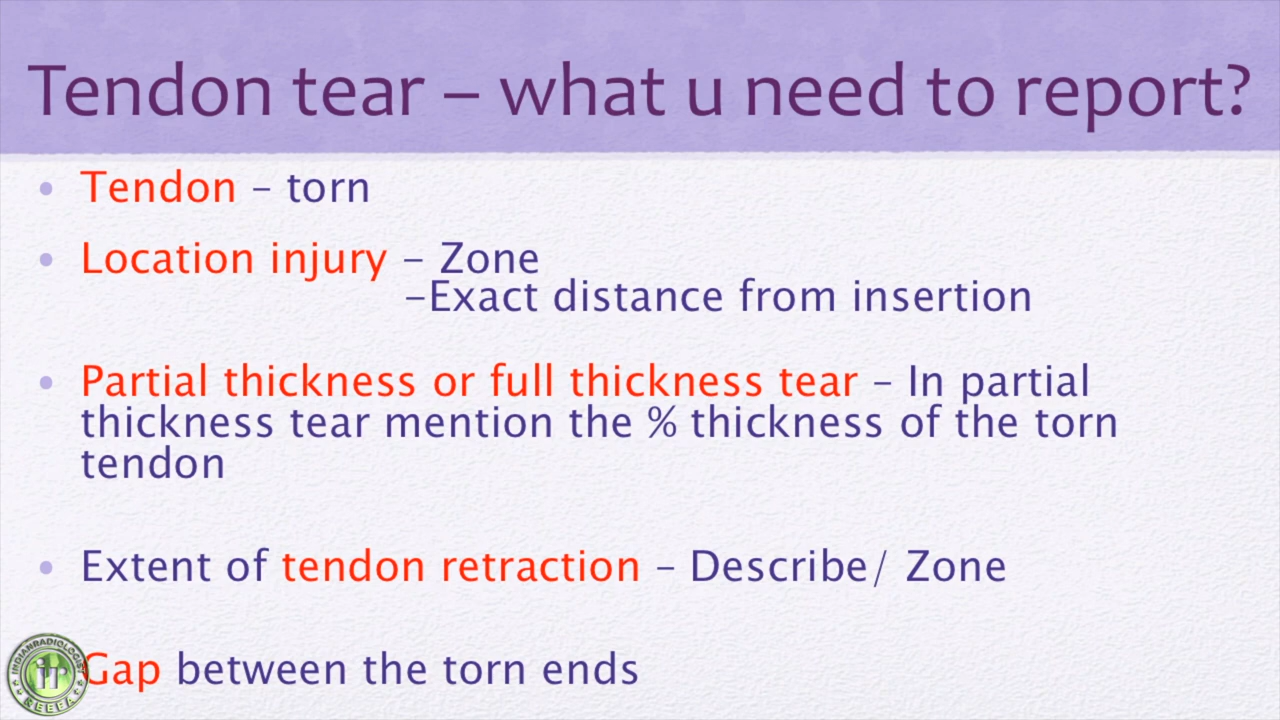 Tendon tear – what u need to report?
• Tendon – torn
• Location injury – Zone
–Exact distance from insertion
• Partial thickness or full thickness tear – In partial
thickness tear mention the % thickness of the torn
tendon
• Extent of tendon retraction – Describe/ Zone
Gap between the torn ends
INDIANRADIOLOGIST